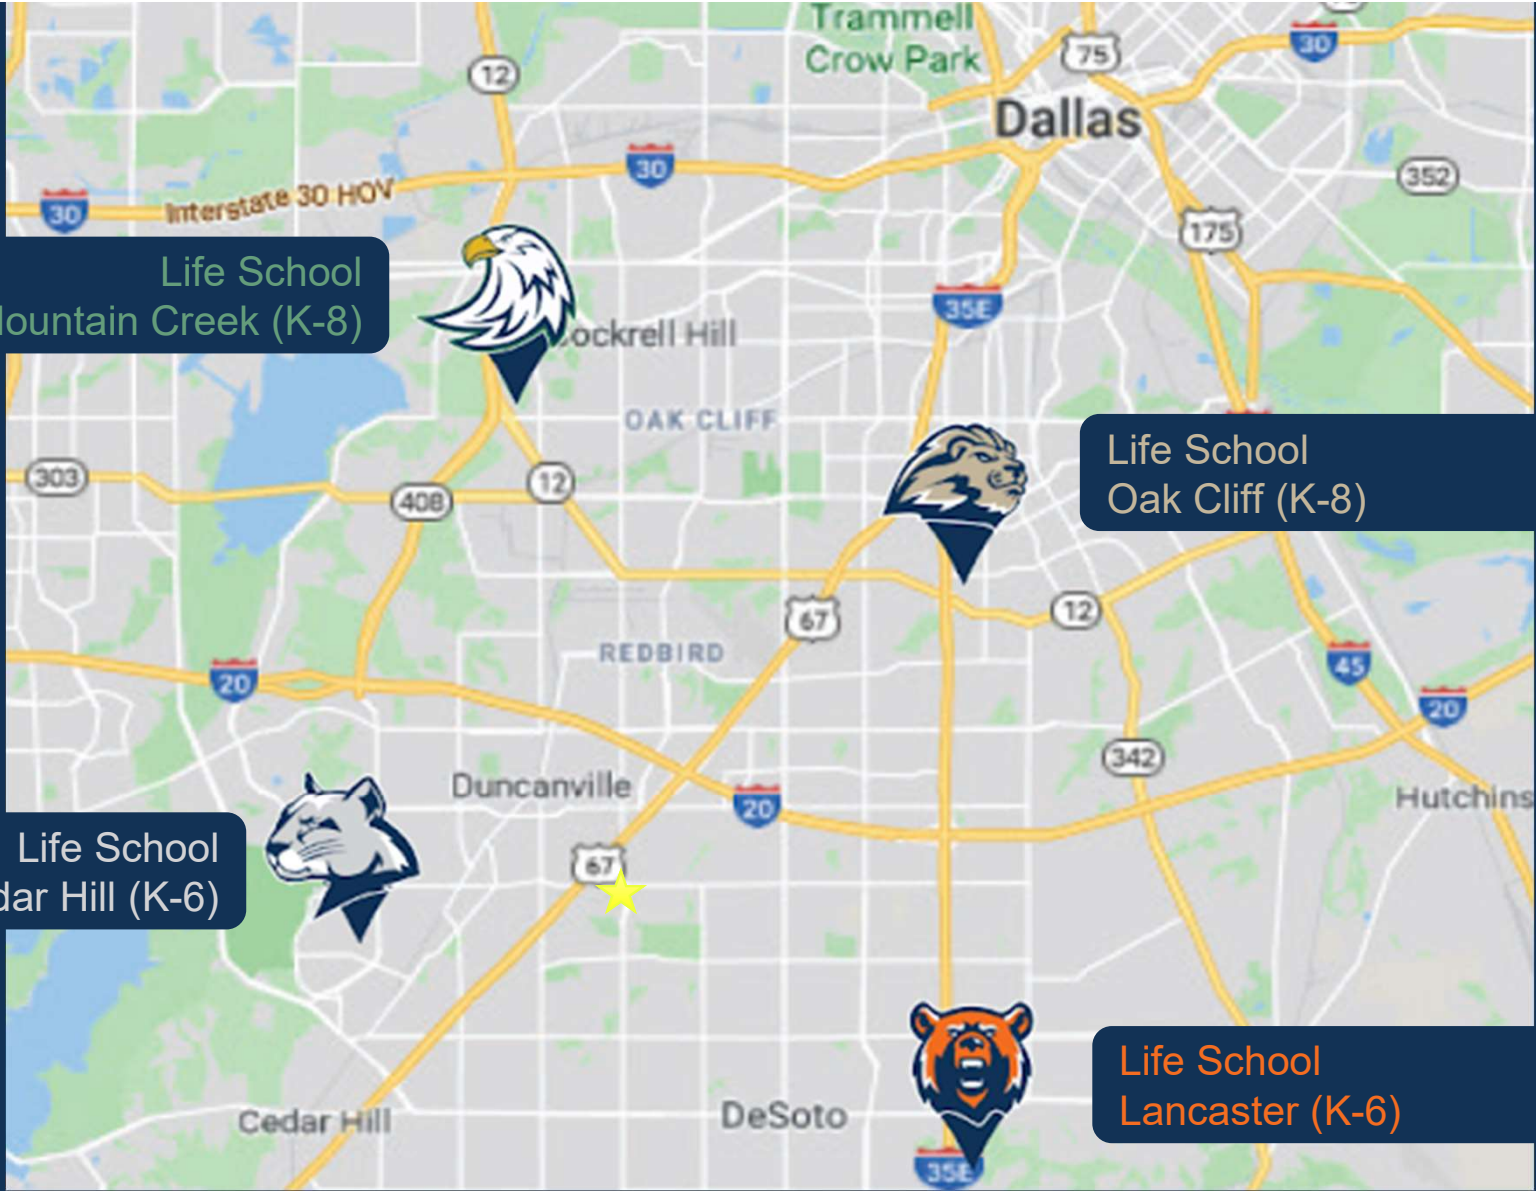 Trammell
Crow Park
75
30
12
Dallas
30
352
Interstate 30 HOV
30
175
Life School
ountain Creek (K-8)
35E
ockrell Hill
OAK CLIFF
Life School
Oak Cliff (K-8)
303
408
12
67
12
REDBIRD
20
45
20
342
Duncanville
20
Hutchins
Life School
dar Hill (K-6)
67
Life School
Lancaster (K-6)
Cedar Hill
DeSoto
35E